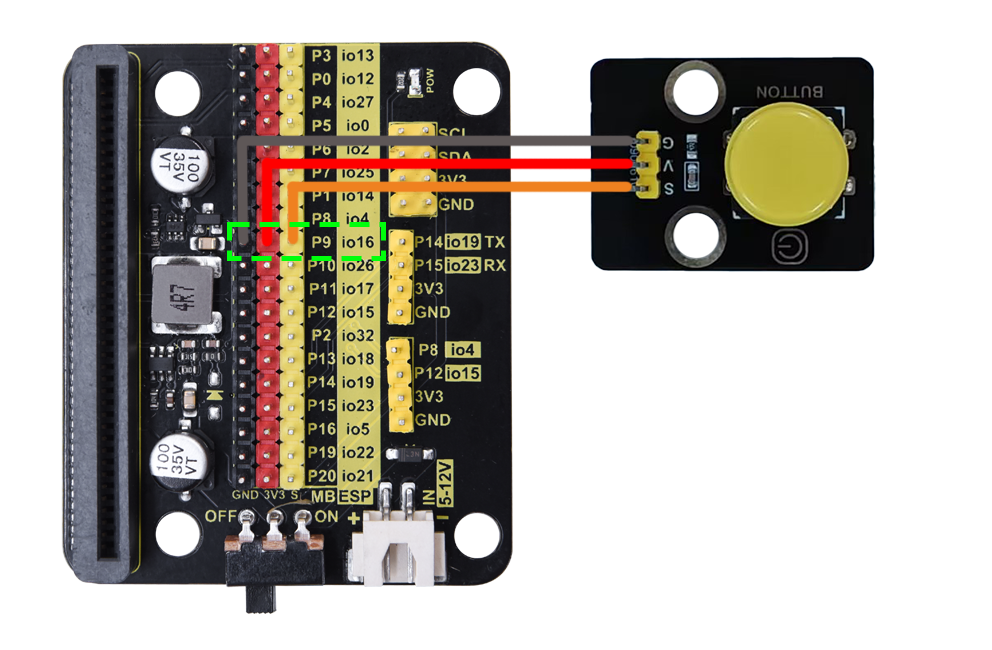 P3 io13
P0 io12
P4 io27
P5 io0
P6 io2
P7 io25
P1 io14
P8 io4
P9 io16
P10 io26
P11 io17
P12 io15
P2 io32
P13 io18
P14 io19
P15 io23
P16 io5
P19 io22
P20 io21
GND 3V3 S MB ESP
OFF ON + −
IN
5-12V
POW
SCL
SDA
3V3
GND
P14 io19 TX
P15 io23 RX
3V3
GND
P8 io4
P12 io15
3V3
GND
100
35V
VT
4R7
100
35V
VT
BUTTON
G
V
S